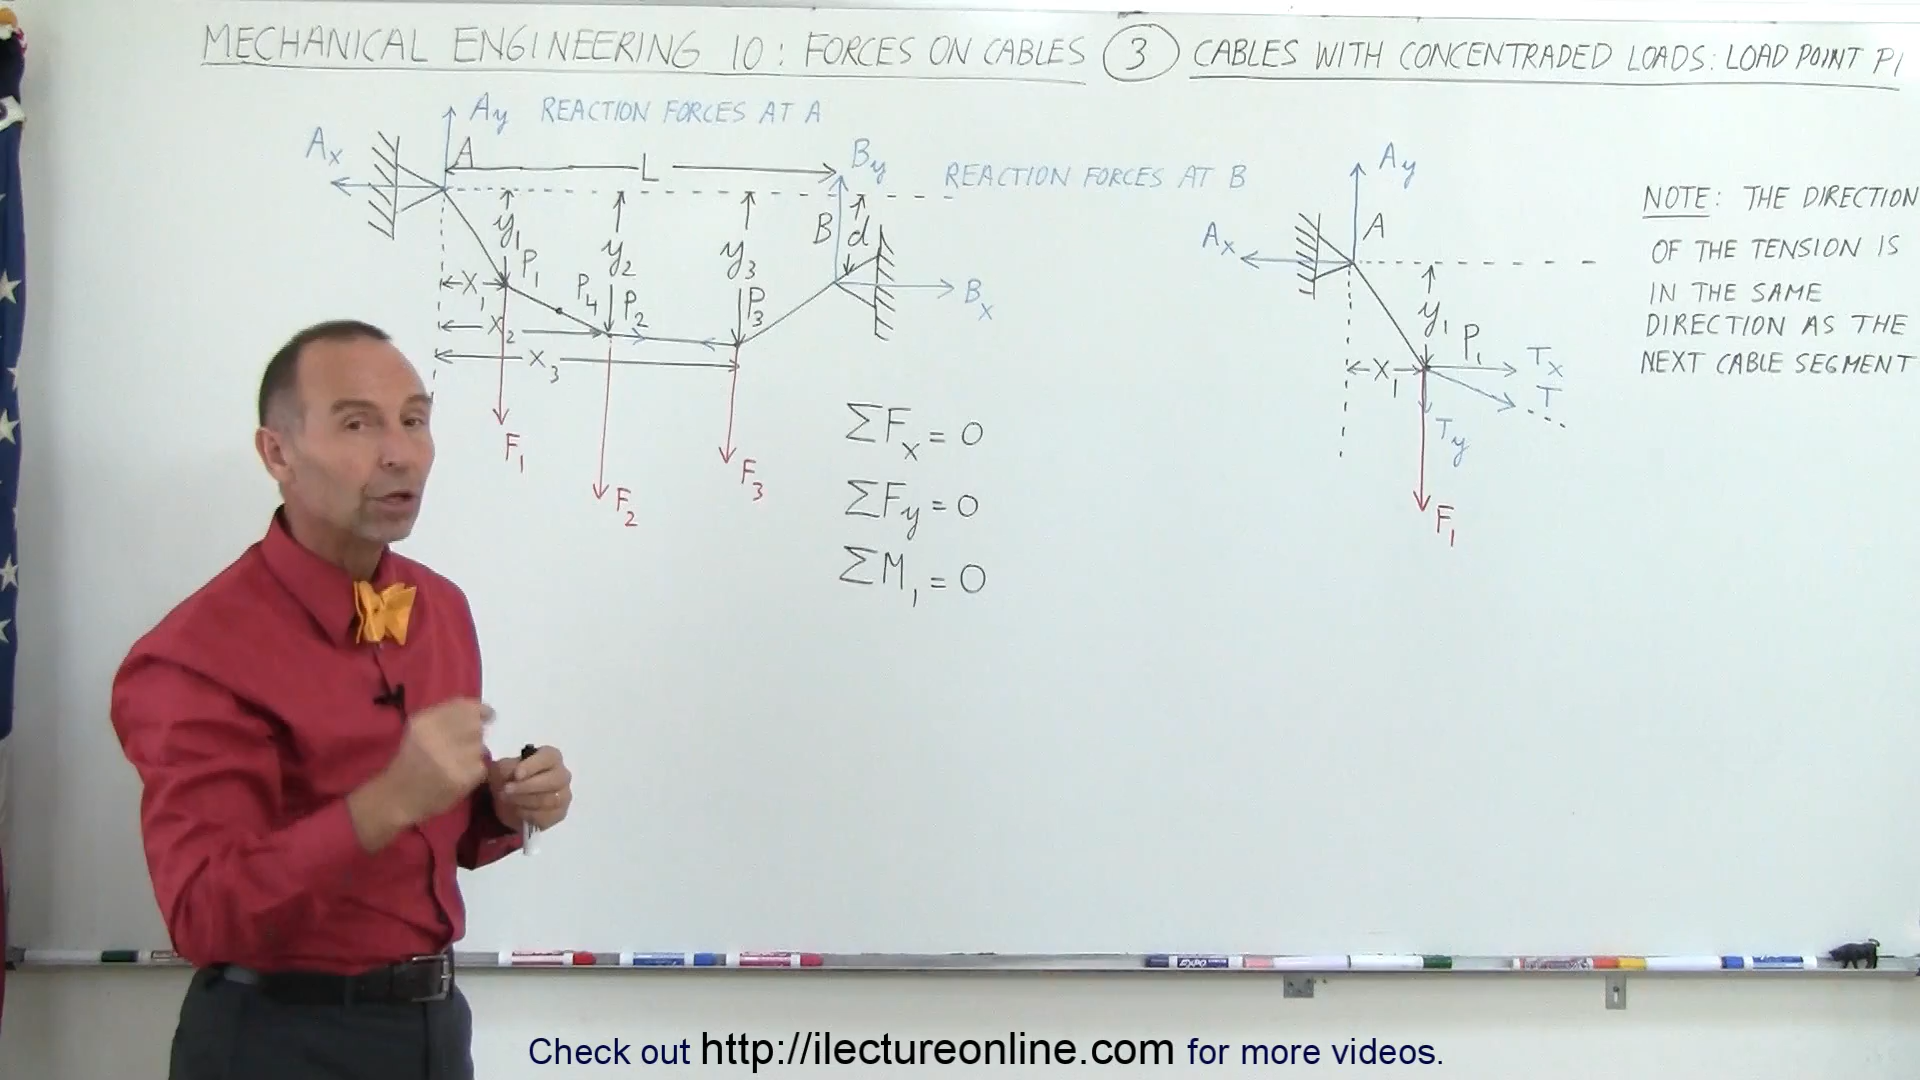 MECHANICAL ENGINEERING 10: FORCES ON CABLES 3 CABLES WITH CONCENTRADED LOADS: LOAD POINT P1
Ay REACTION FORCES AT A
Ax
A
L
By
REACTION FORCES AT B
B
d
Bx
y1
y2
y3
P1
P4
P2
P3
x1
x2
x3
F1
F2
F3
ΣFx = 0
ΣFy = 0
ΣM1 = 0
Ay
Ax
A
y1
P1
x1
Tx
T
Ty
F1
NOTE: THE DIRECTION
OF THE TENSION IS
IN THE SAME
DIRECTION AS THE
NEXT CABLE SEGMENT
EXPO
Check out http://ilectureonline.com for more videos.